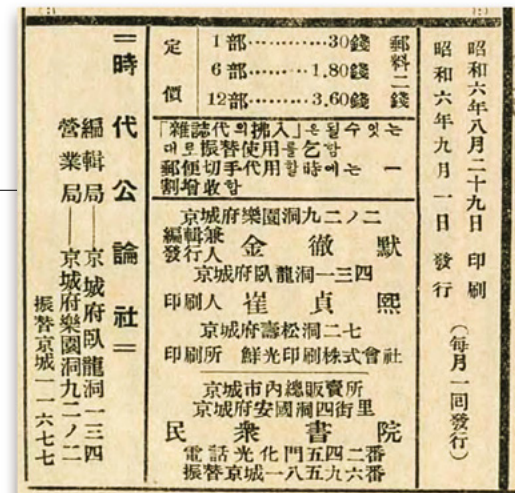 昭和六年八月二十九日 印刷
昭和六年九月一日 發行
(每月一回發行)
定價
1部⋯⋯⋯⋯30錢
6部⋯⋯⋯1.80錢
12部⋯⋯⋯3.60錢
郵料二錢
「雜誌代의拂入」은될수잇는
대로振替使用를乞함
郵便切手代用할時에는 一
割增收함
京城府樂園洞九二ノ二
編輯兼發行人 金徹默
京城府臥龍洞一三四
印刷人 崔貞熙
京城府壽松洞二七
印刷所 鮮光印刷株式會社
京城市內總販賣所
京城府安國洞四街里
民衆書院
電話光化門五四二番
振替京城一八五九六番
=時代公論社=
編輯局——京城府臥龍洞一三四
營業局——京城府樂園洞九二ノ二
振替京城一一六七七